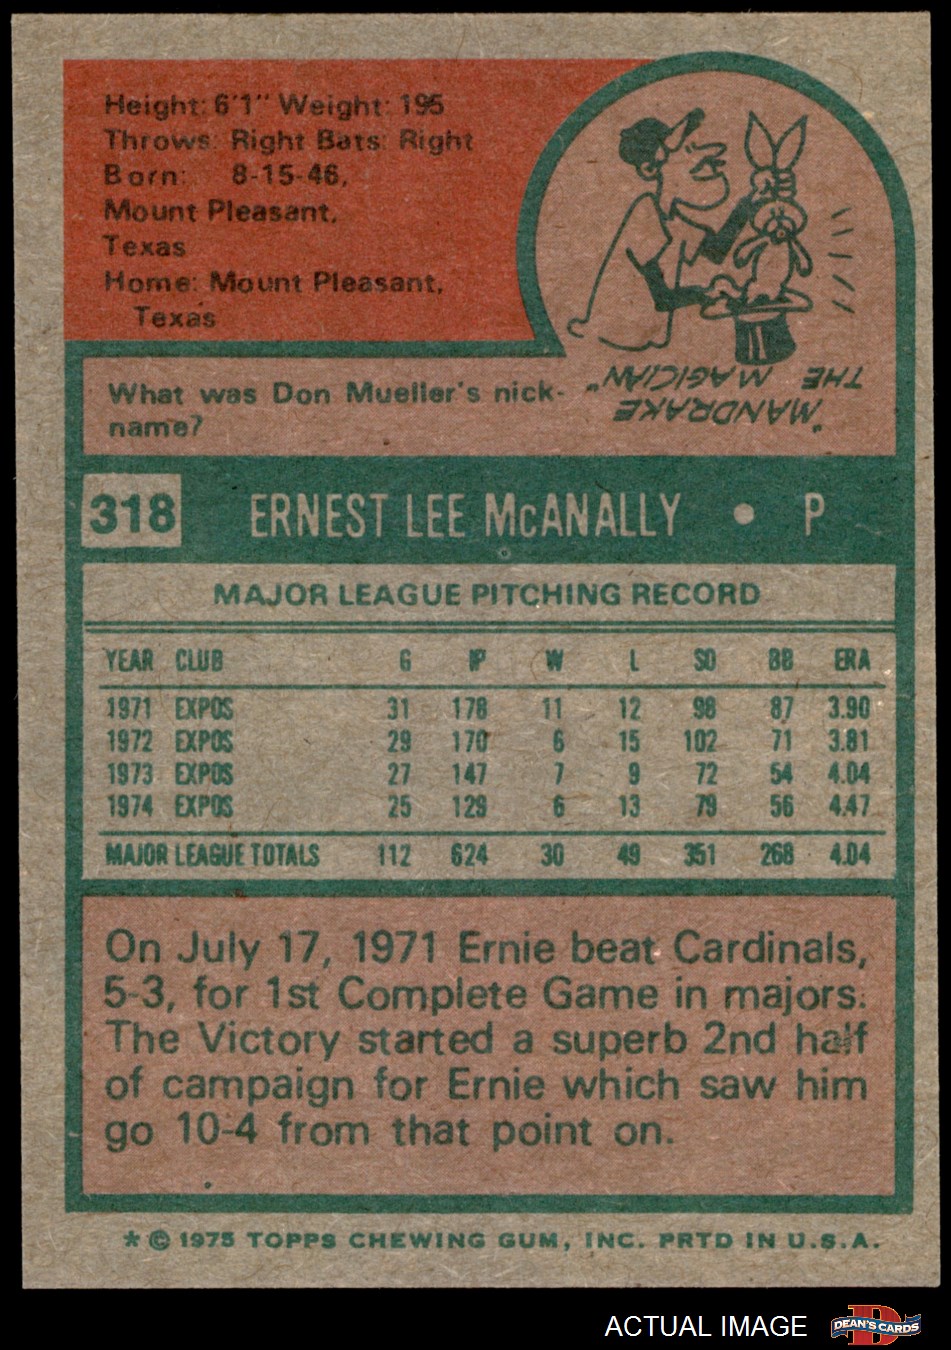 Height: 6'1" Weight: 195
Throws: Right Bats: Right
Born: 8-15-46,
Mount Pleasant,
Texas
Home: Mount Pleasant,
Texas
What was Don Mueller's nick-
name?
"MANDRAKE
THE MAGICIAN"
318 ERNEST LEE McANALLY • P
MAJOR LEAGUE PITCHING RECORD
YEAR CLUB G IP W L SO BB ERA
1971 EXPOS 31 178 11 12 98 87 3.90
1972 EXPOS 29 170 6 15 102 71 3.81
1973 EXPOS 27 147 7 9 72 54 4.04
1974 EXPOS 25 129 6 13 79 56 4.47
MAJOR LEAGUE TOTALS 112 624 30 49 351 268 4.04
On July 17, 1971 Ernie beat Cardinals,
5-3, for 1st Complete Game in majors.
The Victory started a superb 2nd half
of campaign for Ernie which saw him
go 10-4 from that point on.
* © 1975 TOPPS CHEWING GUM, INC. PRTD IN U.S.A.
ACTUAL IMAGE
DEAN'S CARDS